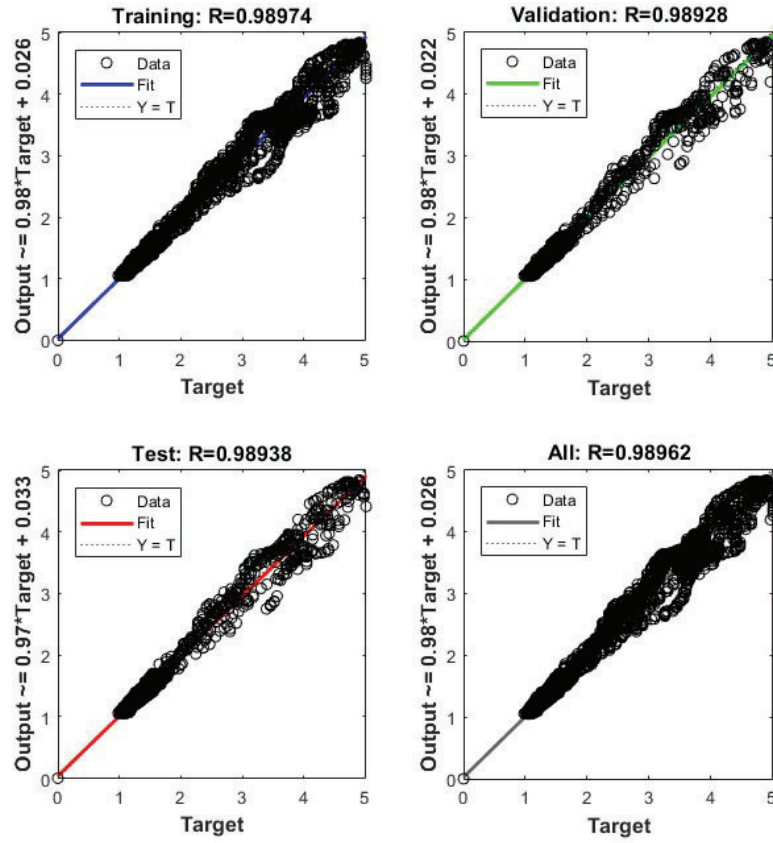 Training: R=0.98974
Output ~= 0.98*Target + 0.026
5
4
3
2
1
0
Data
Fit
Y = T
0 1 2 3 4 5
Target
Validation: R=0.98928
Output ~= 0.98*Target + 0.022
5
4
3
2
1
0
Data
Fit
Y = T
0 1 2 3 4 5
Target
Test: R=0.98938
Output ~= 0.97*Target + 0.033
5
4
3
2
1
0
Data
Fit
Y = T
0 1 2 3 4 5
Target
All: R=0.98962
Output ~= 0.98*Target + 0.026
5
4
3
2
1
0
Data
Fit
Y = T
0 1 2 3 4 5
Target